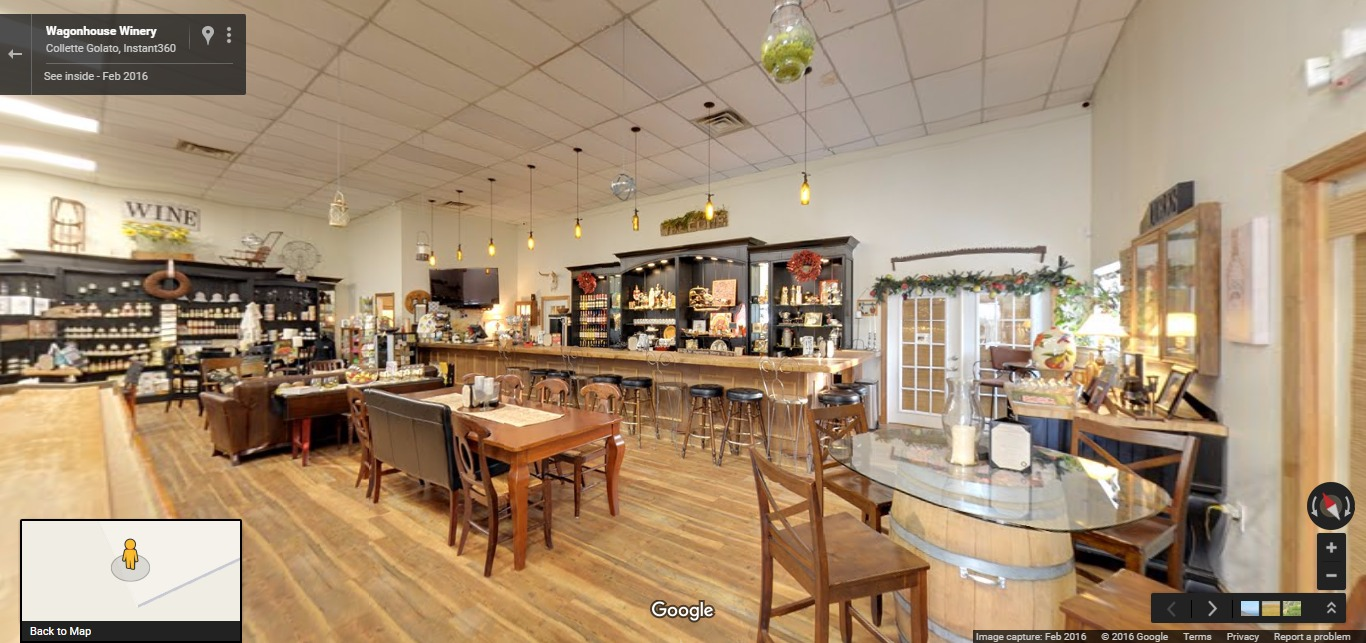 Wagonhouse Winery
Collette Golato, Instant360
See inside - Feb 2016
WINE
Back to Map
Google
Image capture: Feb 2016 © 2016 Google Terms Privacy Report a problem